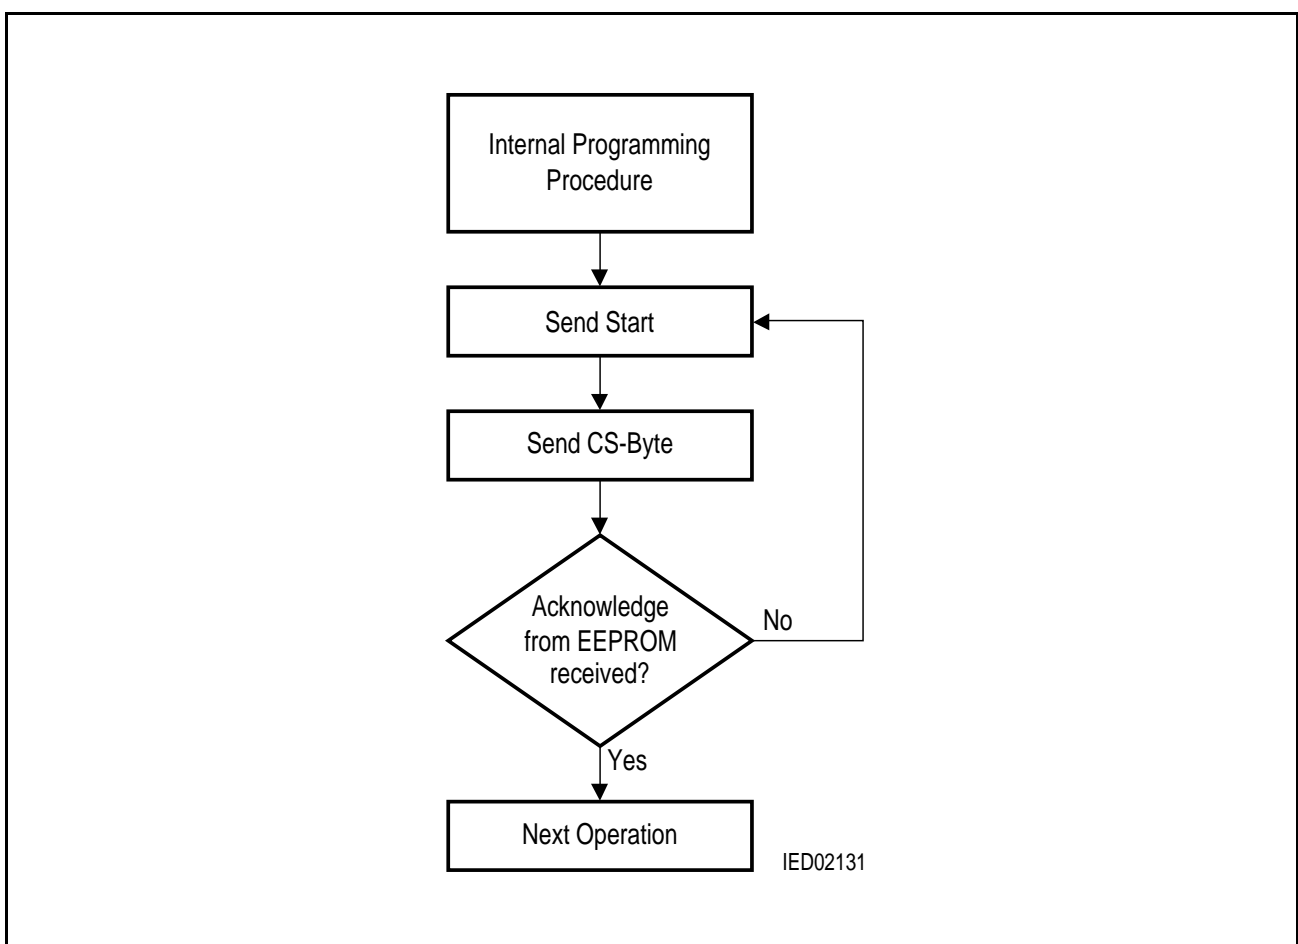 Internal Programming
Procedure
Send Start
Send CS-Byte
Acknowledge
from EEPROM
received?
No
Yes
Next Operation
IED02131